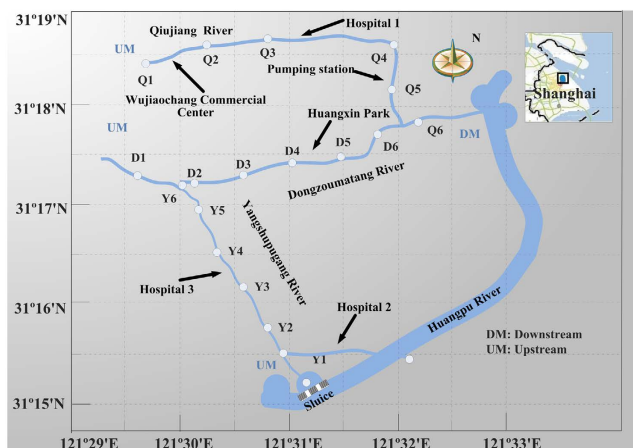 31°19'N
31°18'N
31°17'N
31°16'N
31°15'N
121°29'E
121°30'E
121°31'E
121°32'E
121°33'E
Qiujiang River
Hospital 1
N
UM
Q1
Q2
Q3
Q4
Q5
Q6
Pumping station
Wujiaochang Commercial
Center
Shanghai
Huangxin Park
UM
DM
D1
D2
D3
D4
D5
D6
Dongzoumatang River
Y6
Y5
Y4
Y3
Y2
Y1
Yangshupugang River
Hospital 3
Hospital 2
Huangpu River
UM
Sluice
DM: Downstream
UM: Upstream